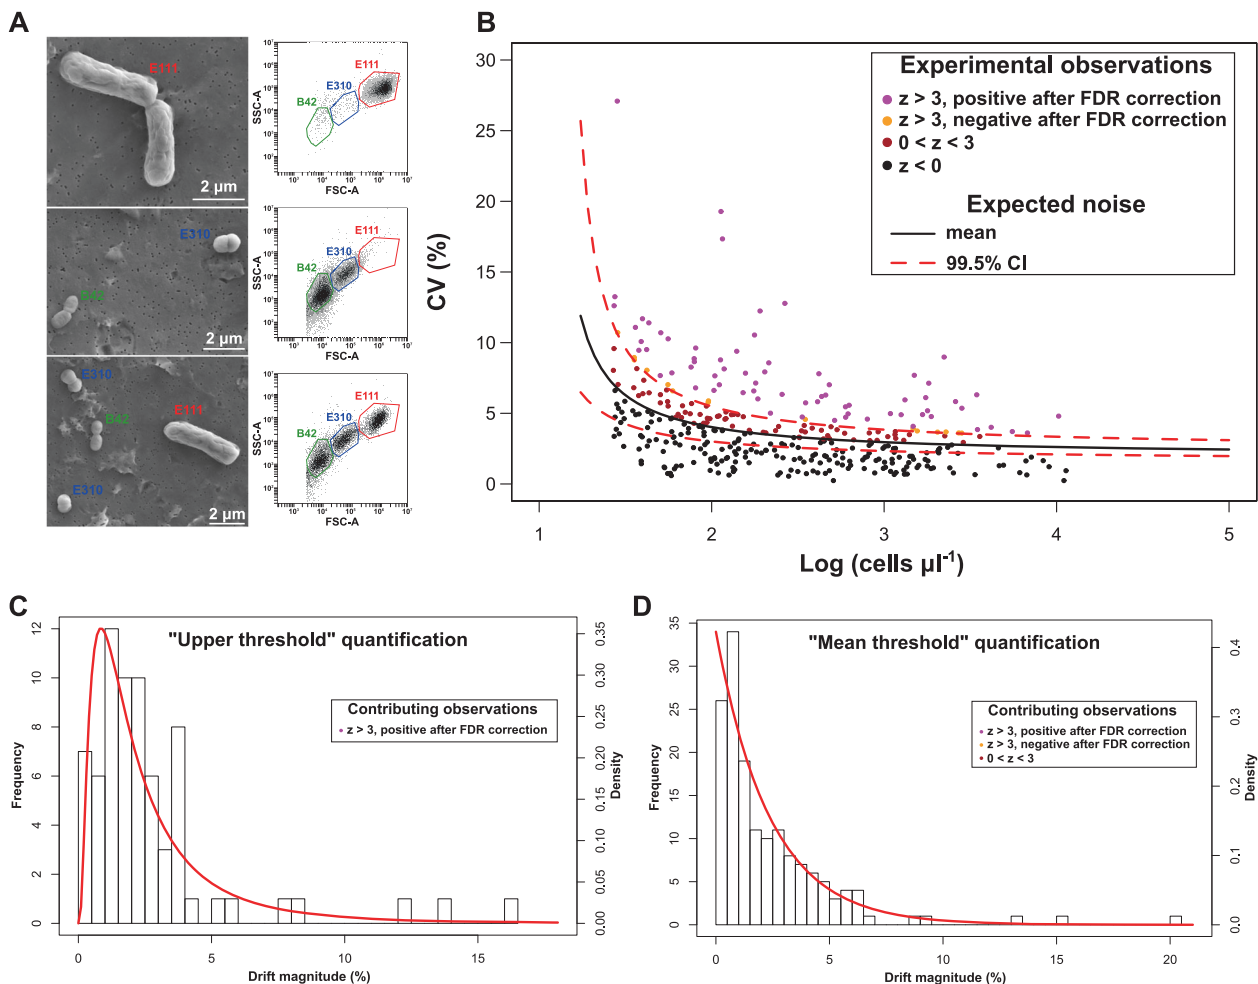 A
E111
2 µm
E310
B42
2 µm
E310
B42
E111
E310
2 µm
SSC-A
B42
E310
E111
FSC-A
SSC-A
B42
E310
E111
FSC-A
SSC-A
B42
E310
E111
FSC-A
B
CV (%)
30
25
20
15
10
5
0
1 2 3 4 5
Log (cells µl-1)
Experimental observations
z > 3, positive after FDR correction
z > 3, negative after FDR correction
0 < z < 3
z < 0
Expected noise
mean
99.5% CI
C
"Upper threshold" quantification
Contributing observations
z > 3, positive after FDR correction
Frequency
12
10
8
6
4
2
0
0 5 10 15
Drift magnitude (%)
0.35
0.30
0.25
0.20
0.15
0.10
0.05
0.00
Density
D
"Mean threshold" quantification
Contributing observations
z > 3, positive after FDR correction
z > 3, negative after FDR correction
0 < z < 3
Frequency
35
30
25
20
15
10
5
0
0 5 10 15 20
Drift magnitude (%)
0.4
0.3
0.2
0.1
0.0
Density